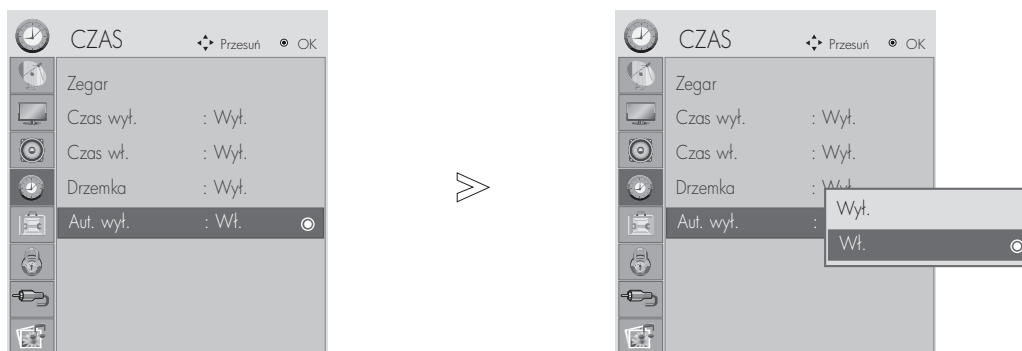 CZAS Przesuń OK
Zegar
Czas wył. : Wył.
Czas wł. : Wył.
Drzemka : Wył.
Aut. wył. : Wł.
>
CZAS Przesuń OK
Zegar
Czas wył. : Wył.
Czas wł. : Wył.
Drzemka : Wył.
Aut. wył. :
Wył.
Wł.